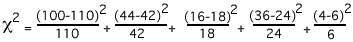 χ² = (100-110)²/110 + (44-42)²/42 + (16-18)²/18 + (36-24)²/24 + (4-6)²/6